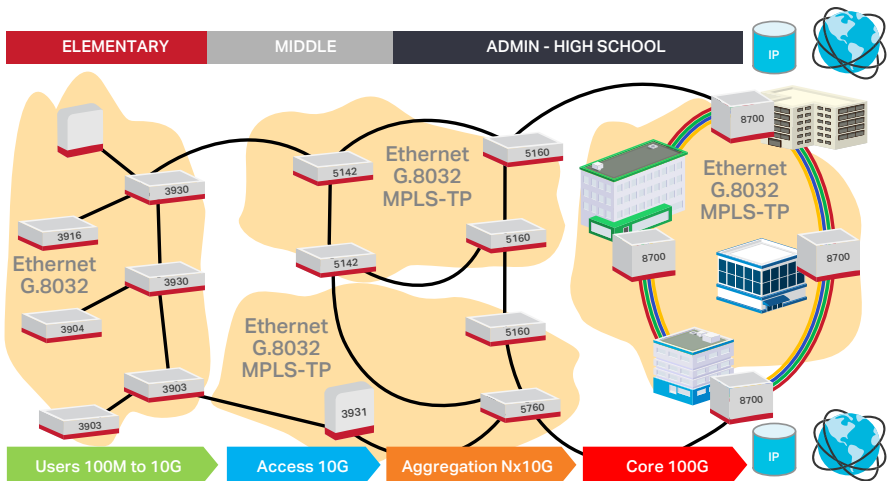 ELEMENTARY
MIDDLE
ADMIN - HIGH SCHOOL
IP
8700
5160
Ethernet
G.8032
MPLS-TP
5142
Ethernet
G.8032
MPLS-TP
3930
3916
5160
Ethernet
G.8032
5142
8700
8700
3930
3904
5160
Ethernet
G.8032
MPLS-TP
3903
3903
3931
5760
8700
Users 100M to 10G
Access 10G
Aggregation Nx10G
Core 100G
IP